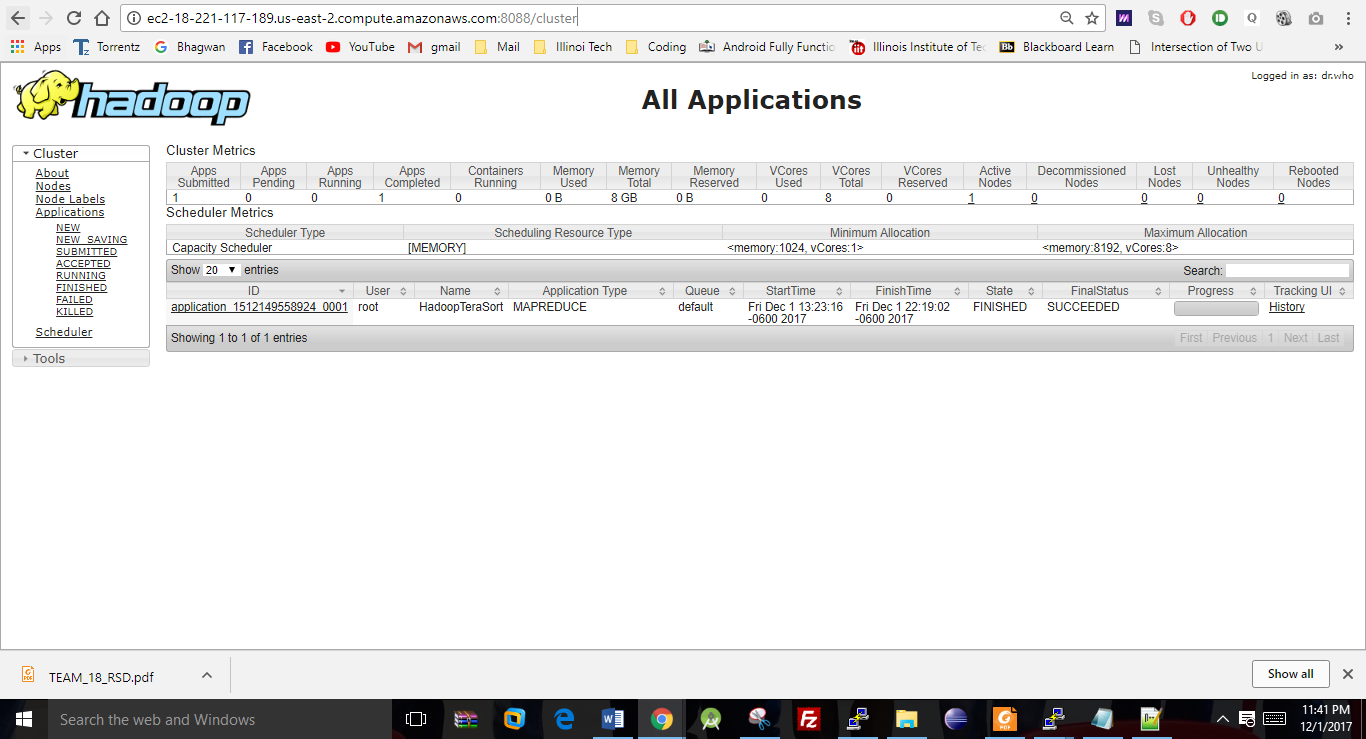 ec2-18-221-117-189.us-east-2.compute.amazonaws.com:8088/cluster
Apps Torrentz Bhagwan Facebook YouTube gmail Mail Illinoi Tech Coding Android Fully Functio Illinois Institute of Tec Blackboard Learn Intersection of Two U »
Logged in as: dr.who
hadoop
All Applications
Cluster
About
Nodes
Node Labels
Applications
NEW
NEW_SAVING
SUBMITTED
ACCEPTED
RUNNING
FINISHED
FAILED
KILLED
Scheduler
Tools
Cluster Metrics
Apps Submitted Apps Pending Apps Running Apps Completed Containers Running Memory Used Memory Total Memory Reserved VCores Used VCores Total VCores Reserved Active Nodes Decommissioned Nodes Lost Nodes Unhealthy Nodes Rebooted Nodes
1 0 0 1 0 0 B 8 GB 0 B 0 8 0 1 0 0 0 0
Scheduler Metrics
Scheduler Type Scheduling Resource Type Minimum Allocation Maximum Allocation
Capacity Scheduler [MEMORY] <memory:1024, vCores:1> <memory:8192, vCores:8>
Show 20 entries Search:
ID User Name Application Type Queue StartTime FinishTime State FinalStatus Progress Tracking UI
application_1512149558924_0001 root HadoopTeraSort MAPREDUCE default Fri Dec 1 13:23:16 -0600 2017 Fri Dec 1 22:19:02 -0600 2017 FINISHED SUCCEEDED History
Showing 1 to 1 of 1 entries First Previous 1 Next Last
TEAM_18_RSD.pdf Show all
Search the web and Windows
11:41 PM
12/1/2017